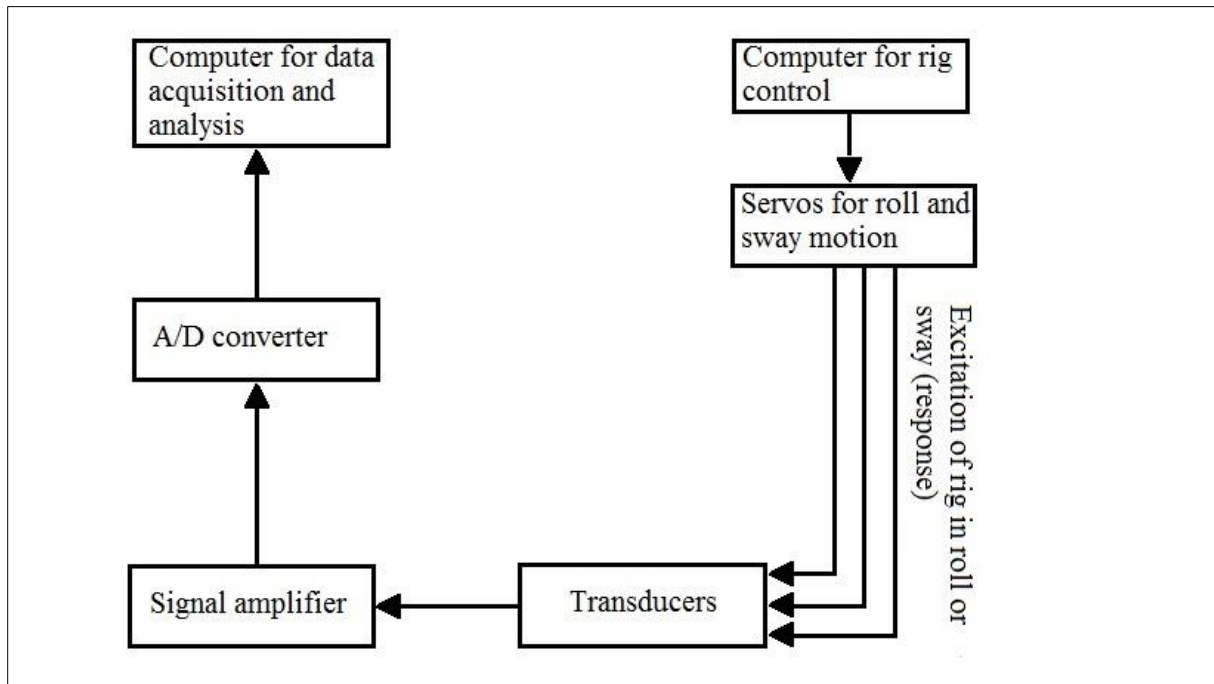 Computer for data
acquisition and
analysis
Computer for rig
control
Servos for roll and
sway motion
A/D converter
Excitation of rig in roll or
sway (response)
Signal amplifier
Transducers